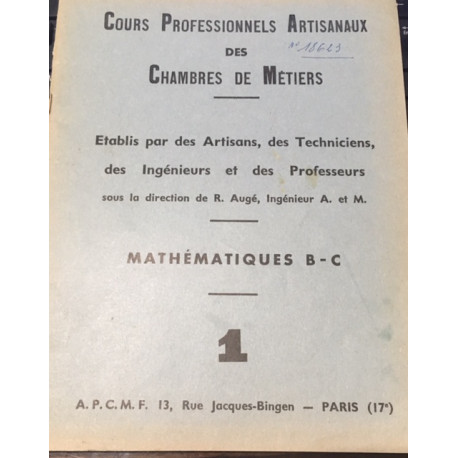 COURS PROFESSIONNELS ARTISANAUX
DES
N° 18629
CHAMBRES DE MÉTIERS
Etablis par des Artisans, des Techniciens,
des Ingénieurs et des Professeurs
sous la direction de R. Augé, Ingénieur A. et M.
MATHÉMATIQUES B-C
1
A. P. C. M. F. 13, Rue Jacques-Bingen — PARIS (17e)